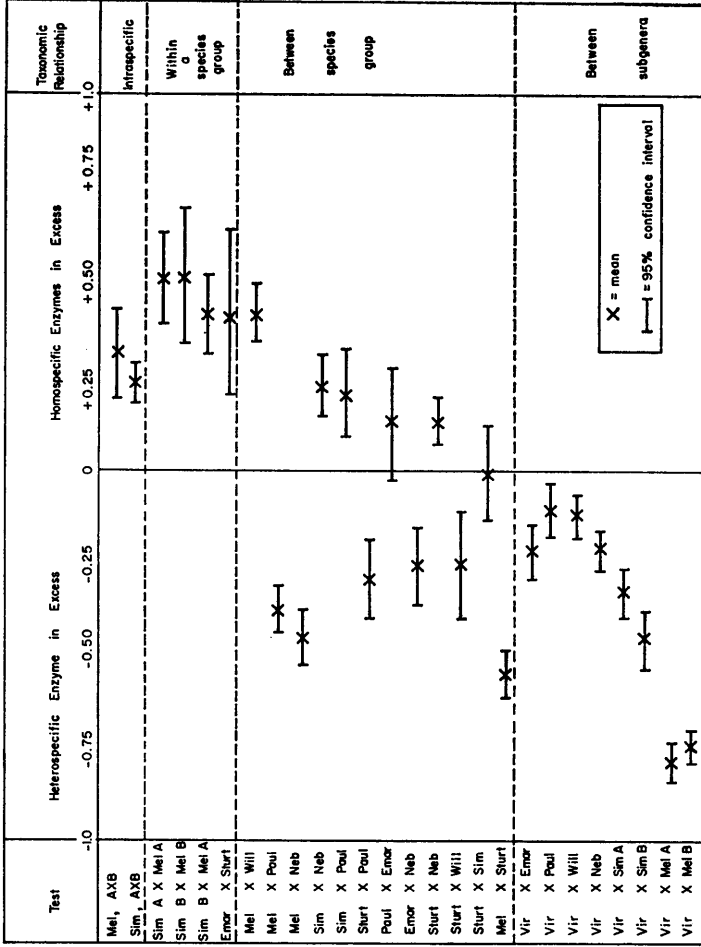 Test
Heterospecific Enzyme in Excess
Homospecific Enzymes in Excess
Taxonomic
Relationship
-1.0 -0.75 -0.50 -0.25 0 +0.25 +0.50 +0.75 +1.0
Mel, AXB
Sim, AXB
Intraspecific
Sim A X Mel A
Sim B X Mel B
Sim B X Mel A
Emar X Sturt
Within
a
species
group
Mel X Will
Mel X Paul
Mel X Neb
Sim X Neb
Sim X Paul
Sturt X Paul
Paul X Emar
Emar X Neb
Sturt X Neb
Sturt X Will
Sturt X Sim
Mel X Sturt
Between
species
group
Vir X Emar
Vir X Paul
Vir X Will
Vir X Neb
Vir X Sim A
Vir X Sim B
Vir X Mel A
Vir X Mel B
Between
subgenera
X = mean
= 95% confidence interval